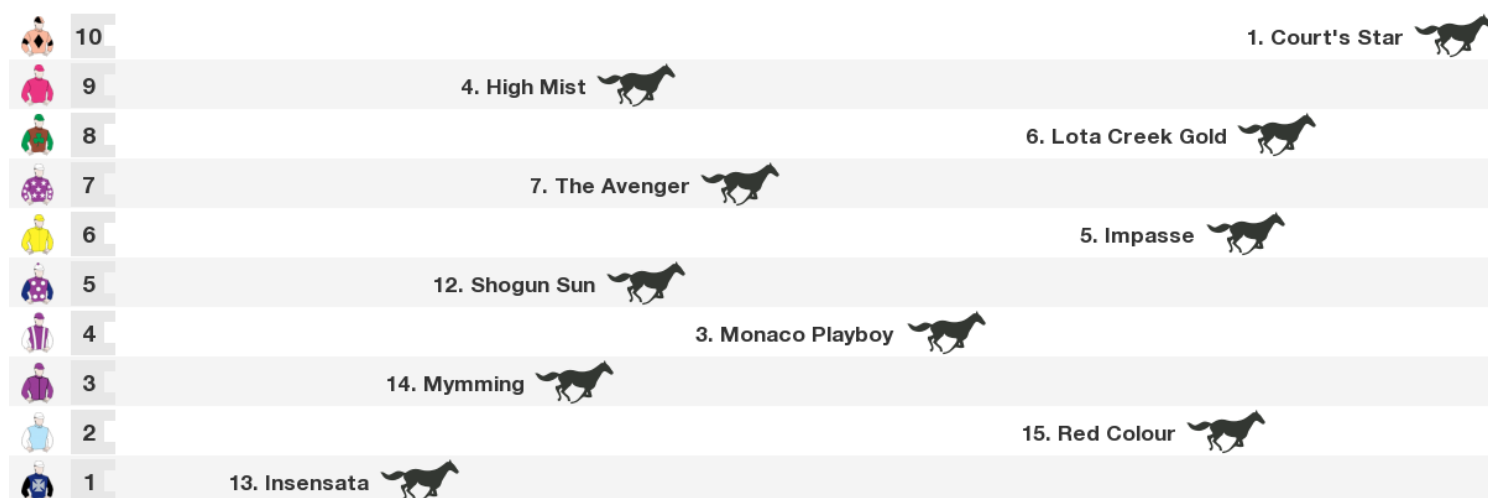 10 1. Court's Star
9 4. High Mist
8 6. Lota Creek Gold
7 7. The Avenger
6 5. Impasse
5 12. Shogun Sun
4 3. Monaco Playboy
3 14. Mymming
2 15. Red Colour
1 13. Insensata